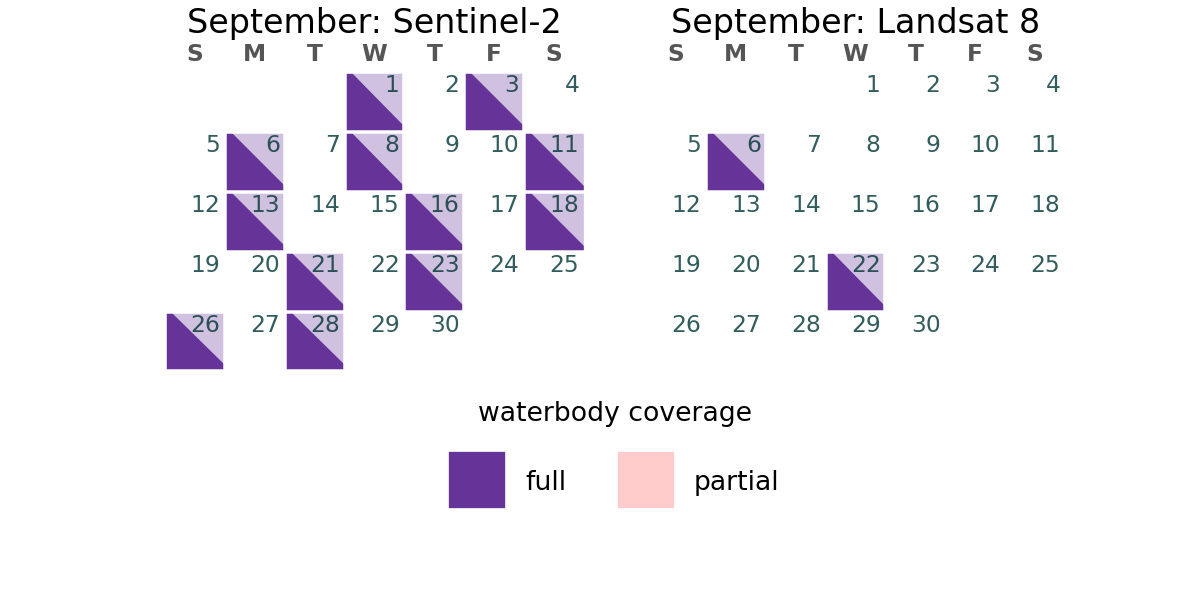 September: Sentinel-2
S M T W T F S
1 2 3 4
5 6 7 8 9 10 11
12 13 14 15 16 17 18
19 20 21 22 23 24 25
26 27 28 29 30
September: Landsat 8
S M T W T F S
1 2 3 4
5 6 7 8 9 10 11
12 13 14 15 16 17 18
19 20 21 22 23 24 25
26 27 28 29 30
waterbody coverage
full partial